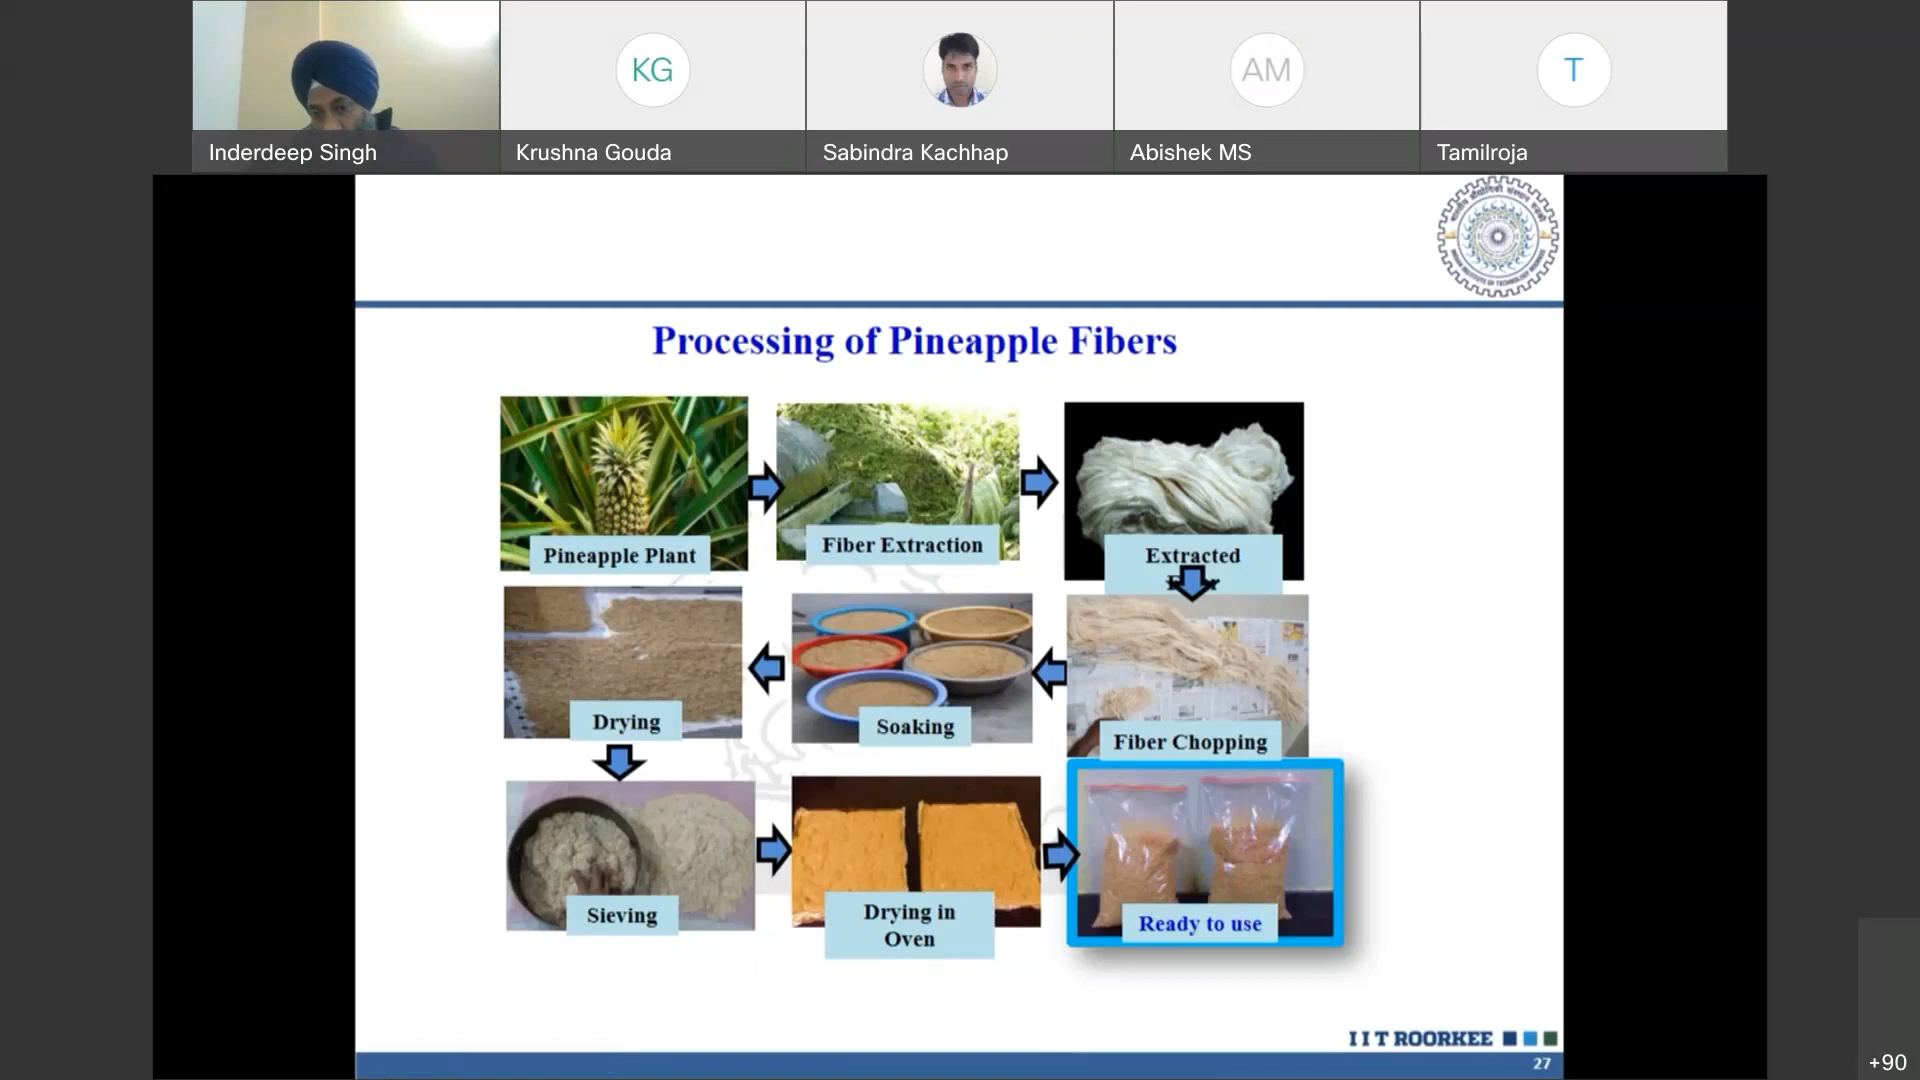 KG
AM
T
Inderdeep Singh
Krushna Gouda
Sabindra Kachhap
Abishek MS
Tamilroja
Processing of Pineapple Fibers
Pineapple Plant
Fiber Extraction
Extracted
Drying
Soaking
Fiber Chopping
Sieving
Drying in
Oven
Ready to use
I I T ROORKEE
27
+90